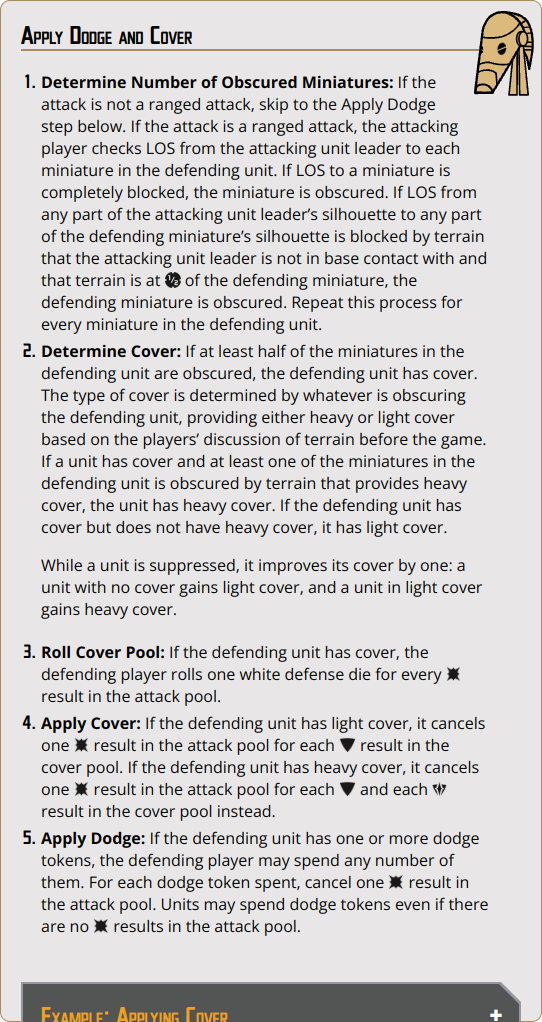 Apply Dodge and Cover
1. Determine Number of Obscured Miniatures: If the
attack is not a ranged attack, skip to the Apply Dodge
step below. If the attack is a ranged attack, the attacking
player checks LOS from the attacking unit leader to each
miniature in the defending unit. If LOS to a miniature is
completely blocked, the miniature is obscured. If LOS from
any part of the attacking unit leader’s silhouette to any part
of the defending miniature’s silhouette is blocked by terrain
that the attacking unit leader is not in base contact with and
that terrain is at ½ of the defending miniature, the
defending miniature is obscured. Repeat this process for
every miniature in the defending unit.
2. Determine Cover: If at least half of the miniatures in the
defending unit are obscured, the defending unit has cover.
The type of cover is determined by whatever is obscuring
the defending unit, providing either heavy or light cover
based on the players’ discussion of terrain before the game.
If a unit has cover and at least one of the miniatures in the
defending unit is obscured by terrain that provides heavy
cover, the unit has heavy cover. If the defending unit has
cover but does not have heavy cover, it has light cover.
While a unit is suppressed, it improves its cover by one: a
unit with no cover gains light cover, and a unit in light cover
gains heavy cover.
3. Roll Cover Pool: If the defending unit has cover, the
defending player rolls one white defense die for every
result in the attack pool.
4. Apply Cover: If the defending unit has light cover, it cancels
one result in the attack pool for each result in the
cover pool. If the defending unit has heavy cover, it cancels
one result in the attack pool for each and each
result in the cover pool instead.
5. Apply Dodge: If the defending unit has one or more dodge
tokens, the defending player may spend any number of
them. For each dodge token spent, cancel one result in
the attack pool. Units may spend dodge tokens even if there
are no results in the attack pool.
Example: Applying Cover +